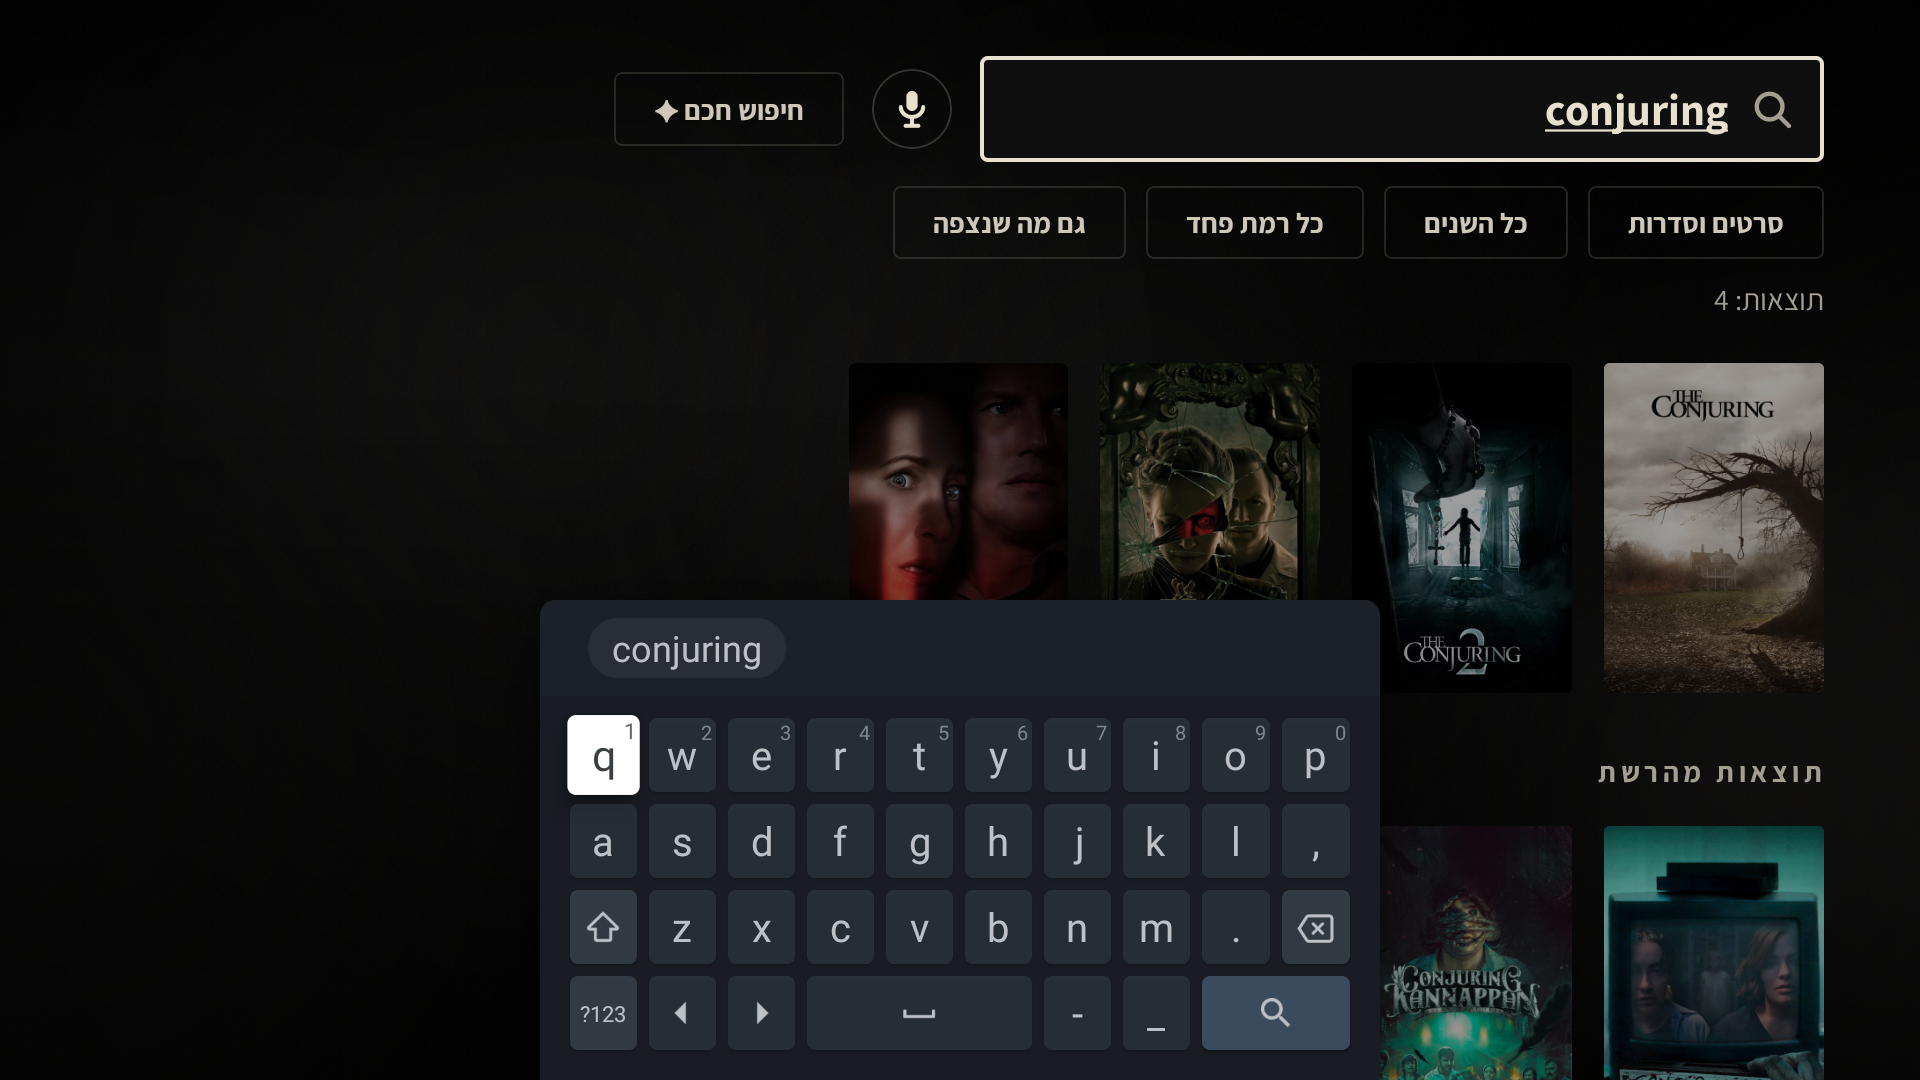 conjuring
חיפוש חכם
סרטים וסדרות
כל השנים
כל רמת פחד
גם מה שנצפה
תוצאות: 4
THE CONJURING
THE CONJURING 2
תוצאות מהרשת
CONJURING KANNAPPAN
conjuring
q 1 w 2 e 3 r 4 t 5 y 6 u 7 i 8 o 9 p 0
a s d f g h j k l ,
z x c v b n m .
?123 - _